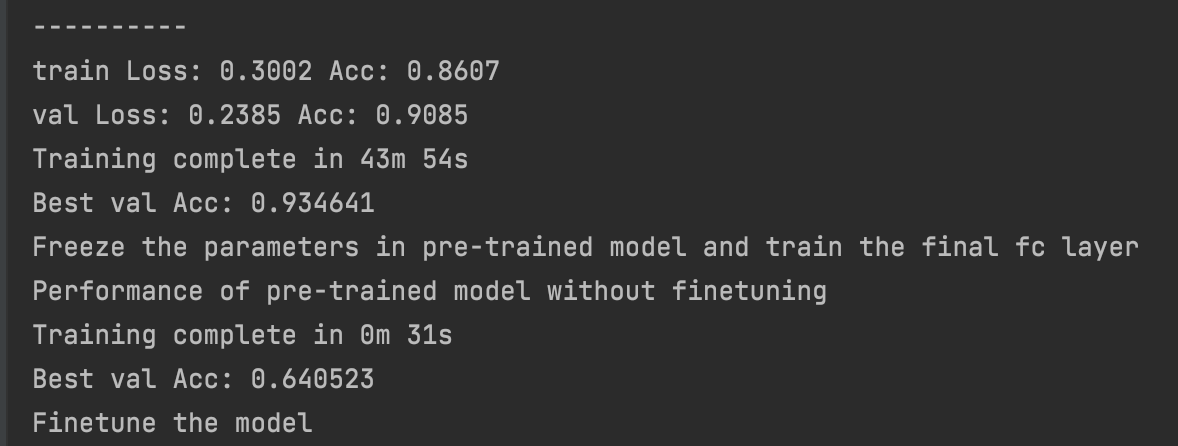 ----------
train Loss: 0.3002 Acc: 0.8607
val Loss: 0.2385 Acc: 0.9085
Training complete in 43m 54s
Best val Acc: 0.934641
Freeze the parameters in pre-trained model and train the final fc layer
Performance of pre-trained model without finetuning
Training complete in 0m 31s
Best val Acc: 0.640523
Finetune the model